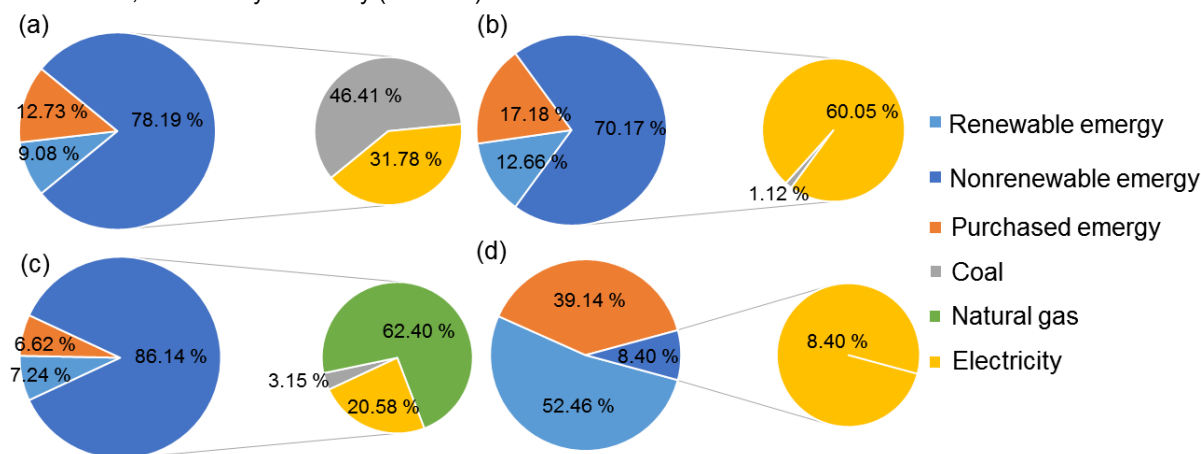 (a)
12.73 %
78.19 %
9.08 %
46.41 %
31.78 %
(b)
17.18 %
70.17 %
12.66 %
60.05 %
1.12 %
(c)
6.62 %
86.14 %
7.24 %
62.40 %
3.15 %
20.58 %
(d)
39.14 %
8.40 %
52.46 %
8.40 %
Renewable emergy
Nonrenewable emergy
Purchased emergy
Coal
Natural gas
Electricity